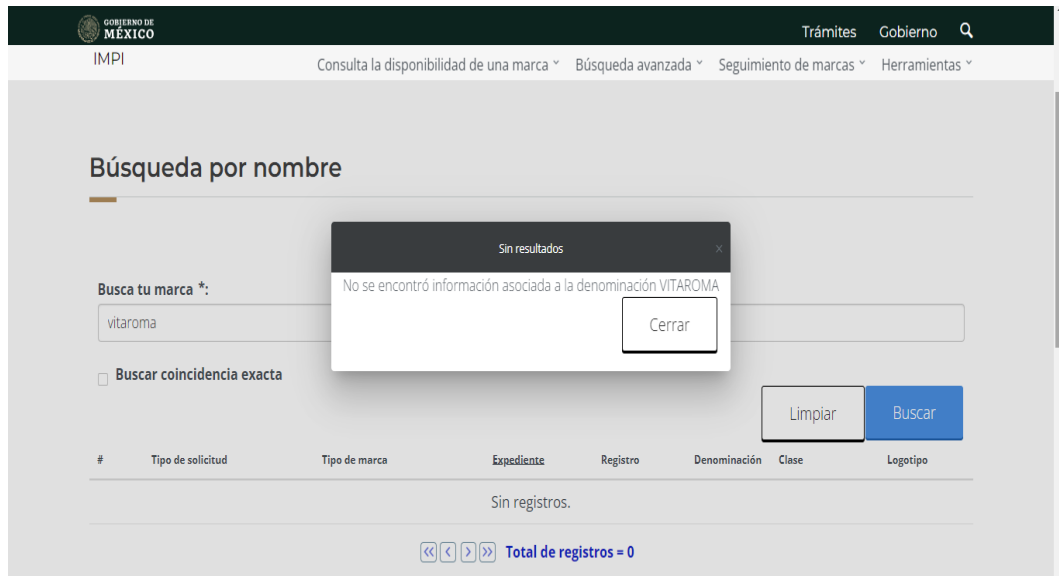 GOBIERNO DE
MÉXICO
Trámites Gobierno
IMPI
Consulta la disponibilidad de una marca Búsqueda avanzada Seguimiento de marcas Herramientas
Búsqueda por nombre
Sin resultados x
No se encontró información asociada a la denominación VITAROMA
Cerrar
Busca tu marca *:
vitaroma
Buscar coincidencia exacta
Limpiar Buscar
# Tipo de solicitud Tipo de marca Expediente Registro Denominación Clase Logotipo
Sin registros.
Total de registros = 0